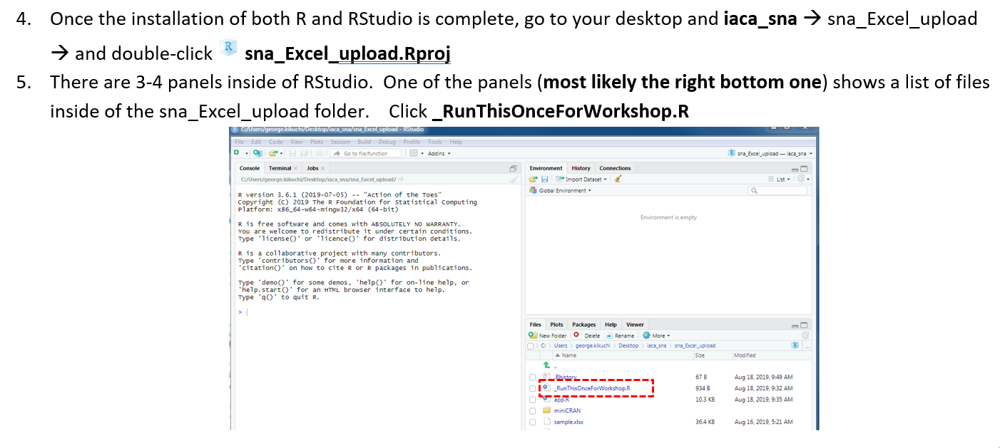 4. Once the installation of both R and RStudio is complete, go to your desktop and iaca_sna → sna_Excel_upload
→ and double-click R sna_Excel_upload.Rproj
5. There are 3-4 panels inside of RStudio. One of the panels (most likely the right bottom one) shows a list of files
inside of the sna_Excel_upload folder. Click _RunThisOnceForWorkshop.R
C:/Users/george.kikuchi/Desktop/iaca_sna/sna_Excel_upload - RStudio
File Edit Code View Plots Session Build Debug Profile Tools Help
Go to file/function Addins
sna_Excel_upload — iaca_sna
Console Terminal Jobs
C:/Users/george.kikuchi/Desktop/iaca_sna/sna_Excel_upload/
R version 3.6.1 (2019-07-05) -- "Action of the Toes"
Copyright (C) 2019 The R Foundation for Statistical Computing
Platform: x86_64-w64-mingw32/x64 (64-bit)
R is free software and comes with ABSOLUTELY NO WARRANTY.
You are welcome to redistribute it under certain conditions.
Type 'license()' or 'licence()' for distribution details.
R is a collaborative project with many contributors.
Type 'contributors()' for more information and
'citation()' on how to cite R or R packages in publications.
Type 'demo()' for some demos, 'help()' for on-line help, or
'help.start()' for an HTML browser interface to help.
Type 'q()' to quit R.
>
Environment History Connections
Import Dataset List
Global Environment
Environment is empty
Files Plots Packages Help Viewer
New Folder Delete Rename More
C: Users george.kikuchi Desktop iaca_sna sna_Excel_upload
Name Size Modified
..
.Rhistory 67 B Aug 18, 2019, 9:49 AM
_RunThisOnceForWorkshop.R 934 B Aug 18, 2019, 9:32 AM
app.R 10.3 KB Aug 18, 2019, 9:35 AM
miniCRAN
sample.xlsx 36.4 KB Aug 16, 2019, 5:21 AM